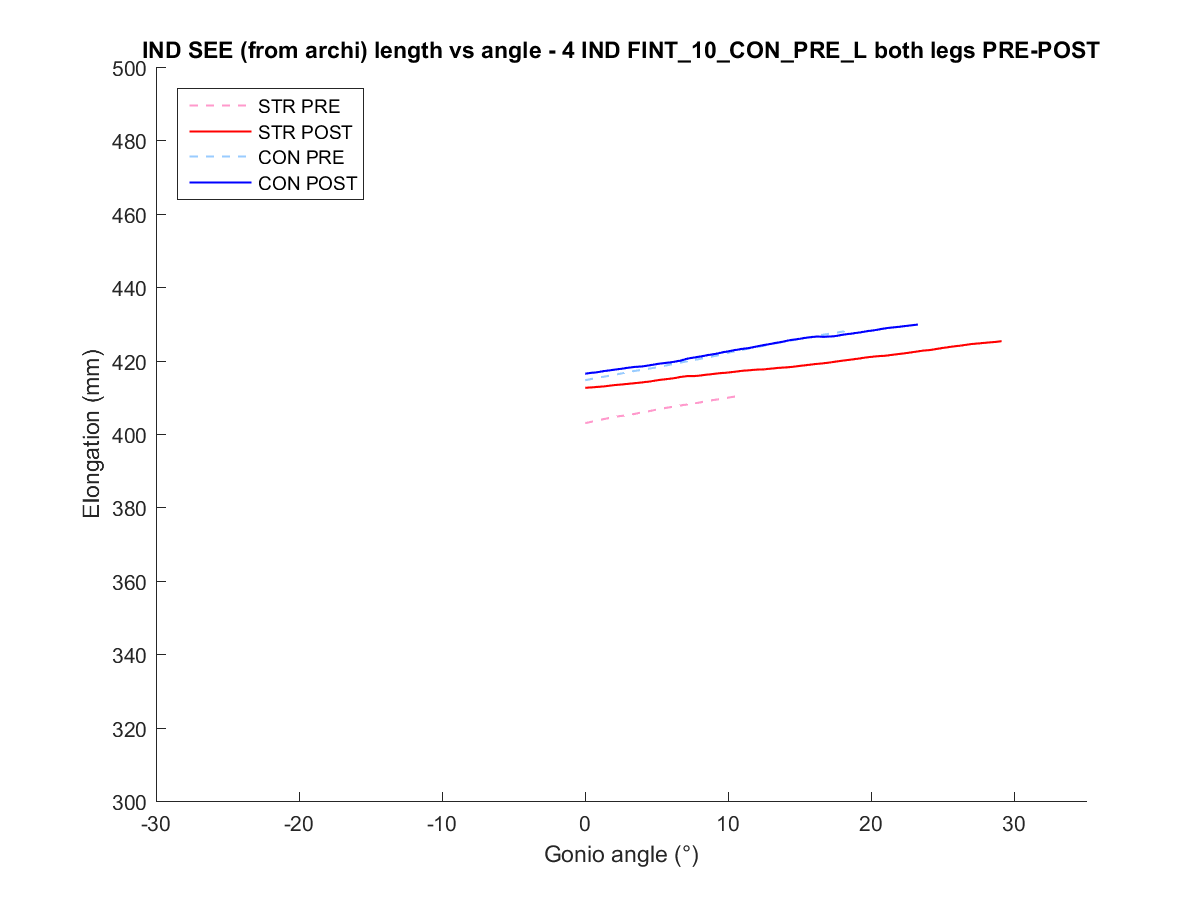 IND SEE (from archi) length vs angle - 4 IND FINT_10_CON_PRE_L both legs PRE-POST
500
480
460
440
420
400
380
360
340
320
300
Elongation (mm)
STR PRE
STR POST
CON PRE
CON POST
-30
-20
-10
0
10
20
30
Gonio angle (°)